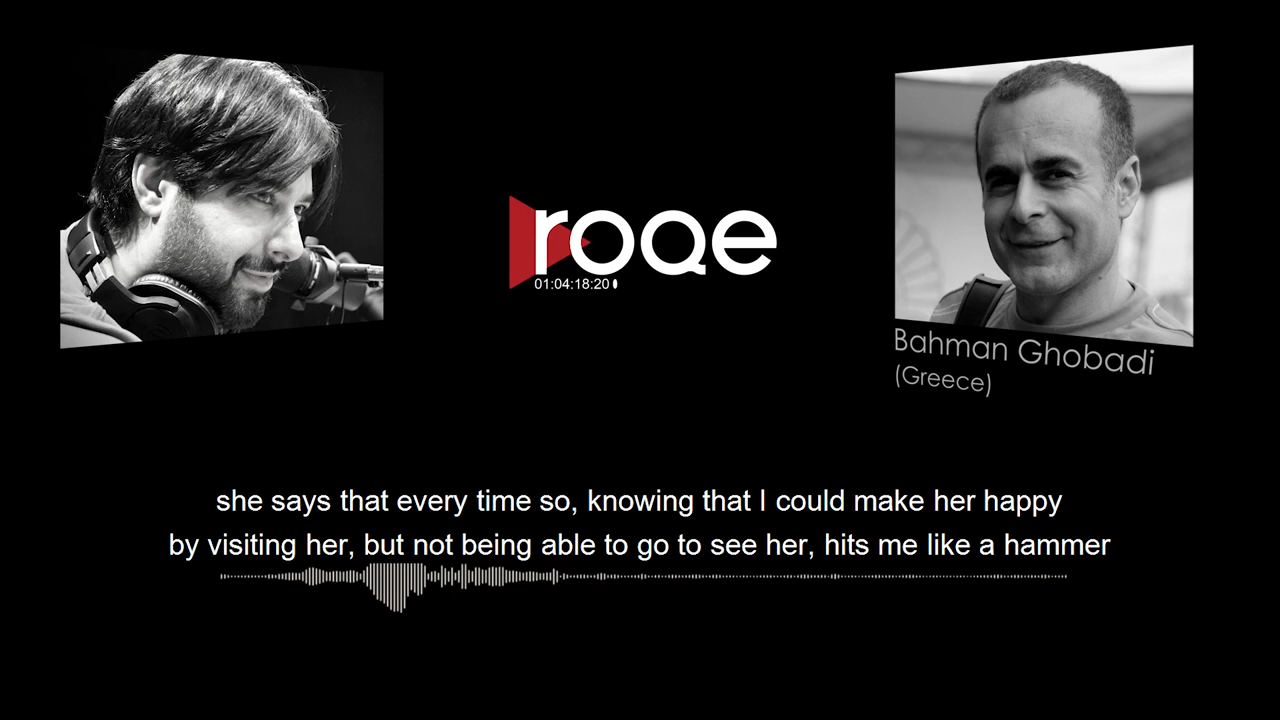 roqe
01:04:18:20
Bahman Ghobadi
(Greece)
she says that every time so, knowing that I could make her happy
by visiting her, but not being able to go to see her, hits me like a hammer